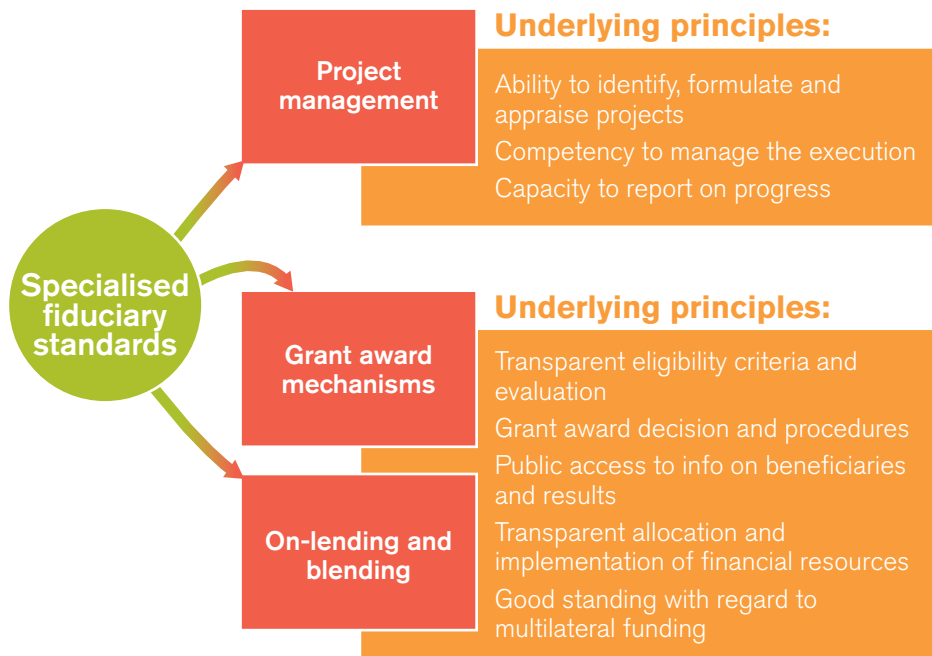 Specialised
fiduciary
standards
Project
management
Underlying principles:
Ability to identify, formulate and
appraise projects
Competency to manage the execution
Capacity to report on progress
Grant award
mechanisms
On-lending and
blending
Underlying principles:
Transparent eligibility criteria and
evaluation
Grant award decision and procedures
Public access to info on beneficiaries
and results
Transparent allocation and
implementation of financial resources
Good standing with regard to
multilateral funding